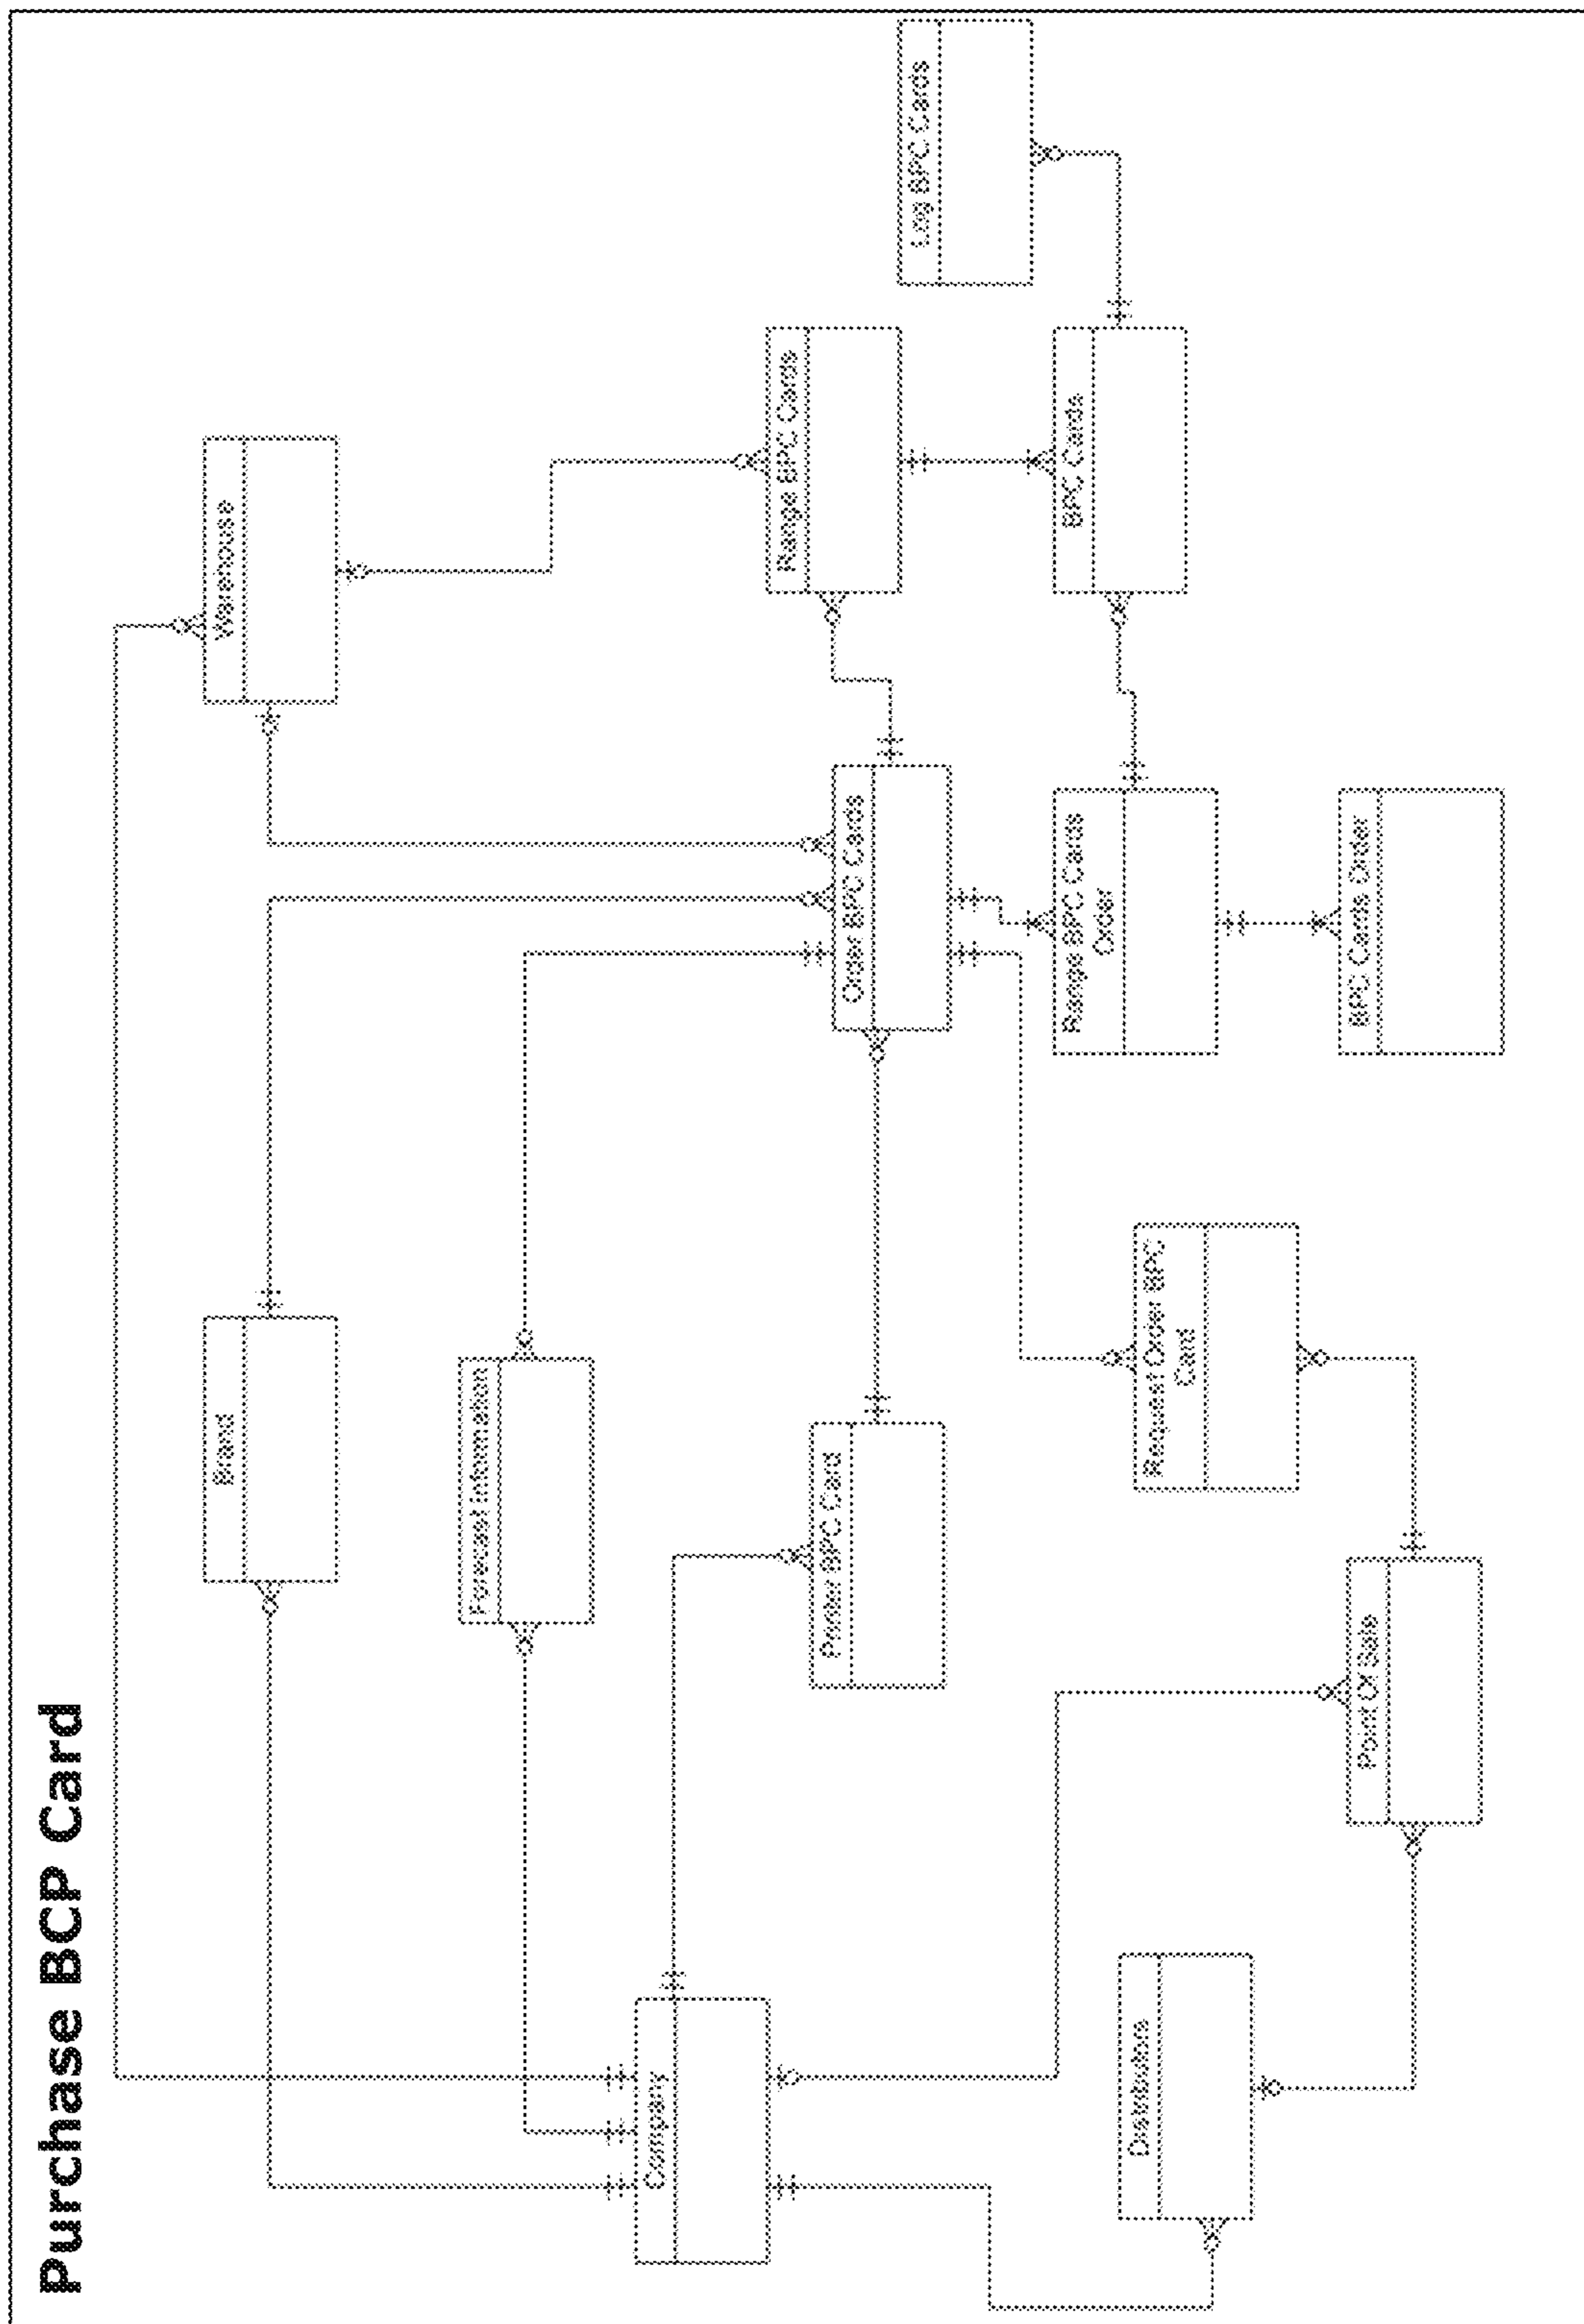 Purchase BCP Card
Brand
Warehouse
Forecast Information
Company
Printer BPC Card
Order BPC Cards
Range BPC Cards
Log BPC Cards
Distributors
Request Order BPC
Card
Range BPC Cards
Order
BPC Cards
Point Of Sale
BPC Cards Order